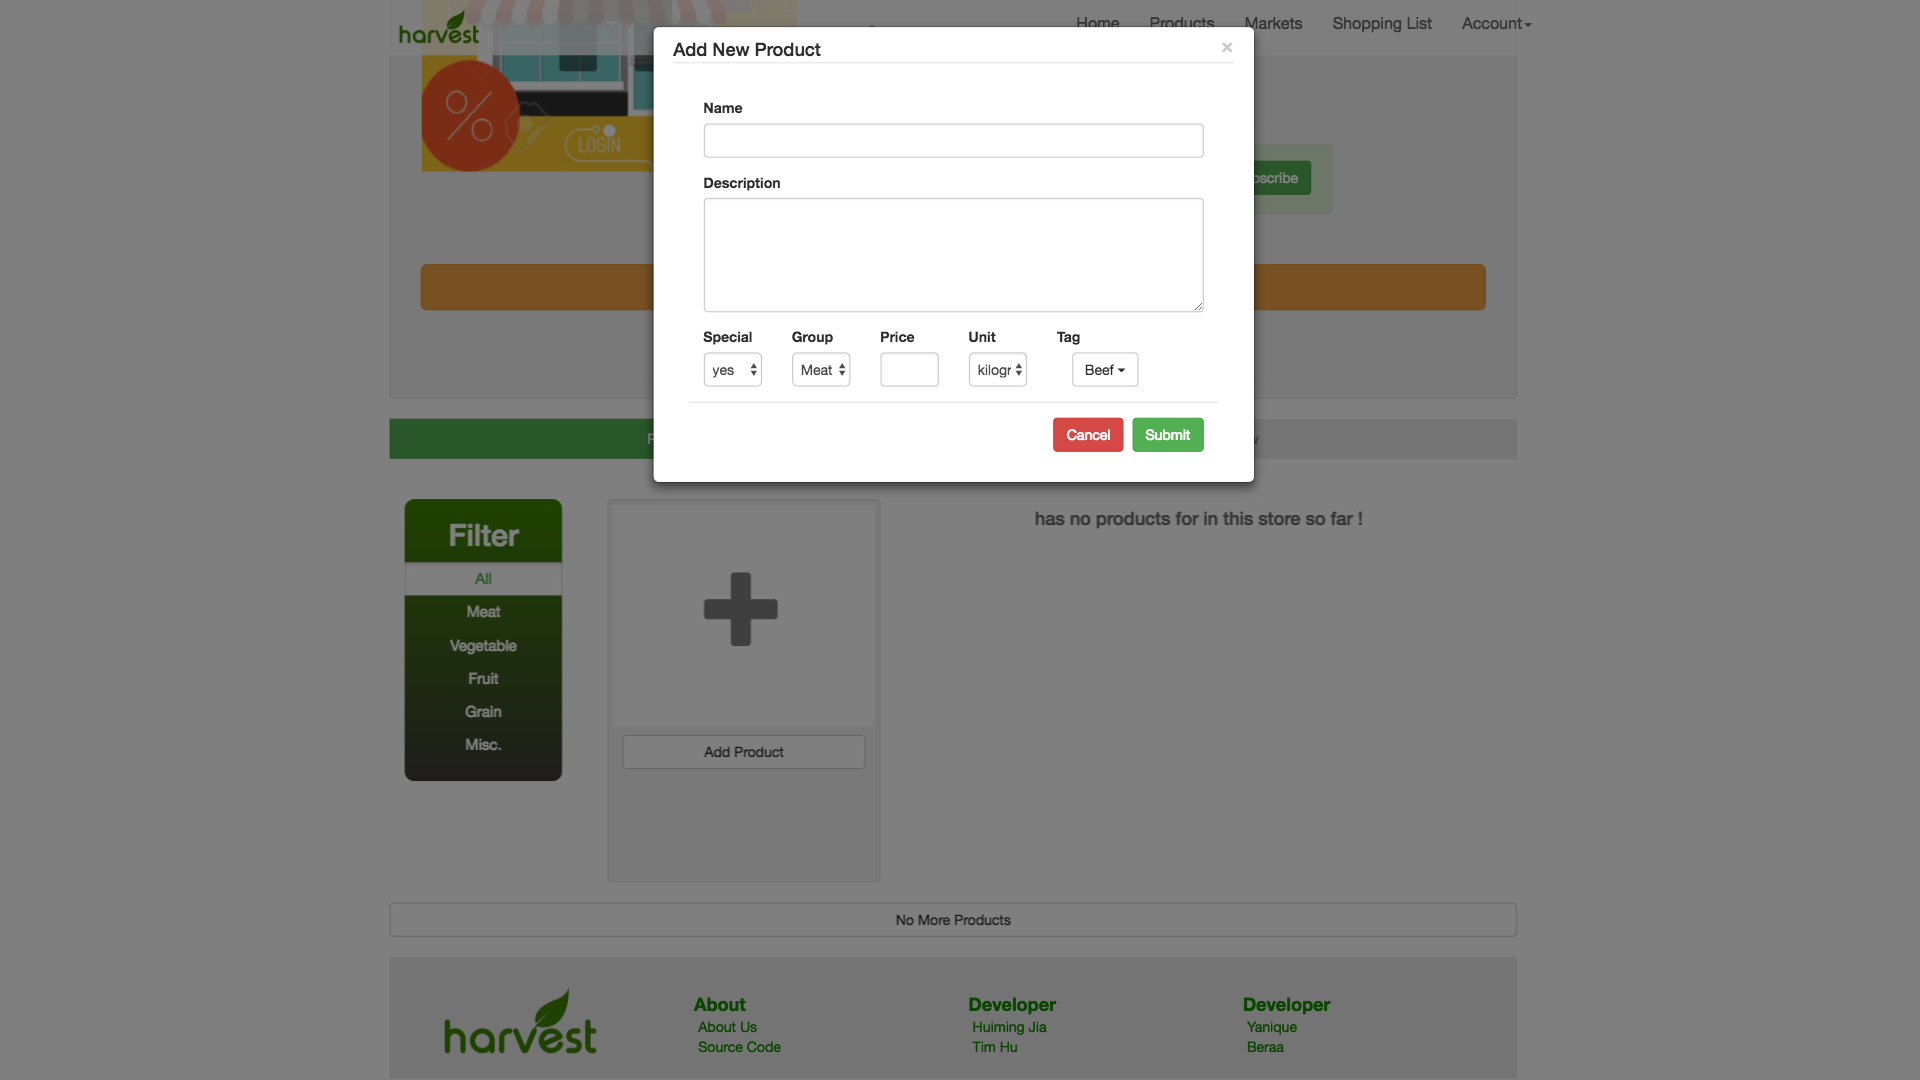 harvest
Home Products Markets Shopping List Account
Add New Product ×
Name
%
LOGIN
Description
Special Group Price Unit Tag
yes Meat kilogr Beef
Cancel Submit
Filter
All
Meat
Vegetable
Fruit
Grain
Misc.
has no products for in this store so far !
Add Product
No More Products
harvest
About
About Us
Source Code
Developer
Huiming Jia
Tim Hu
Developer
Yanique
Beraa